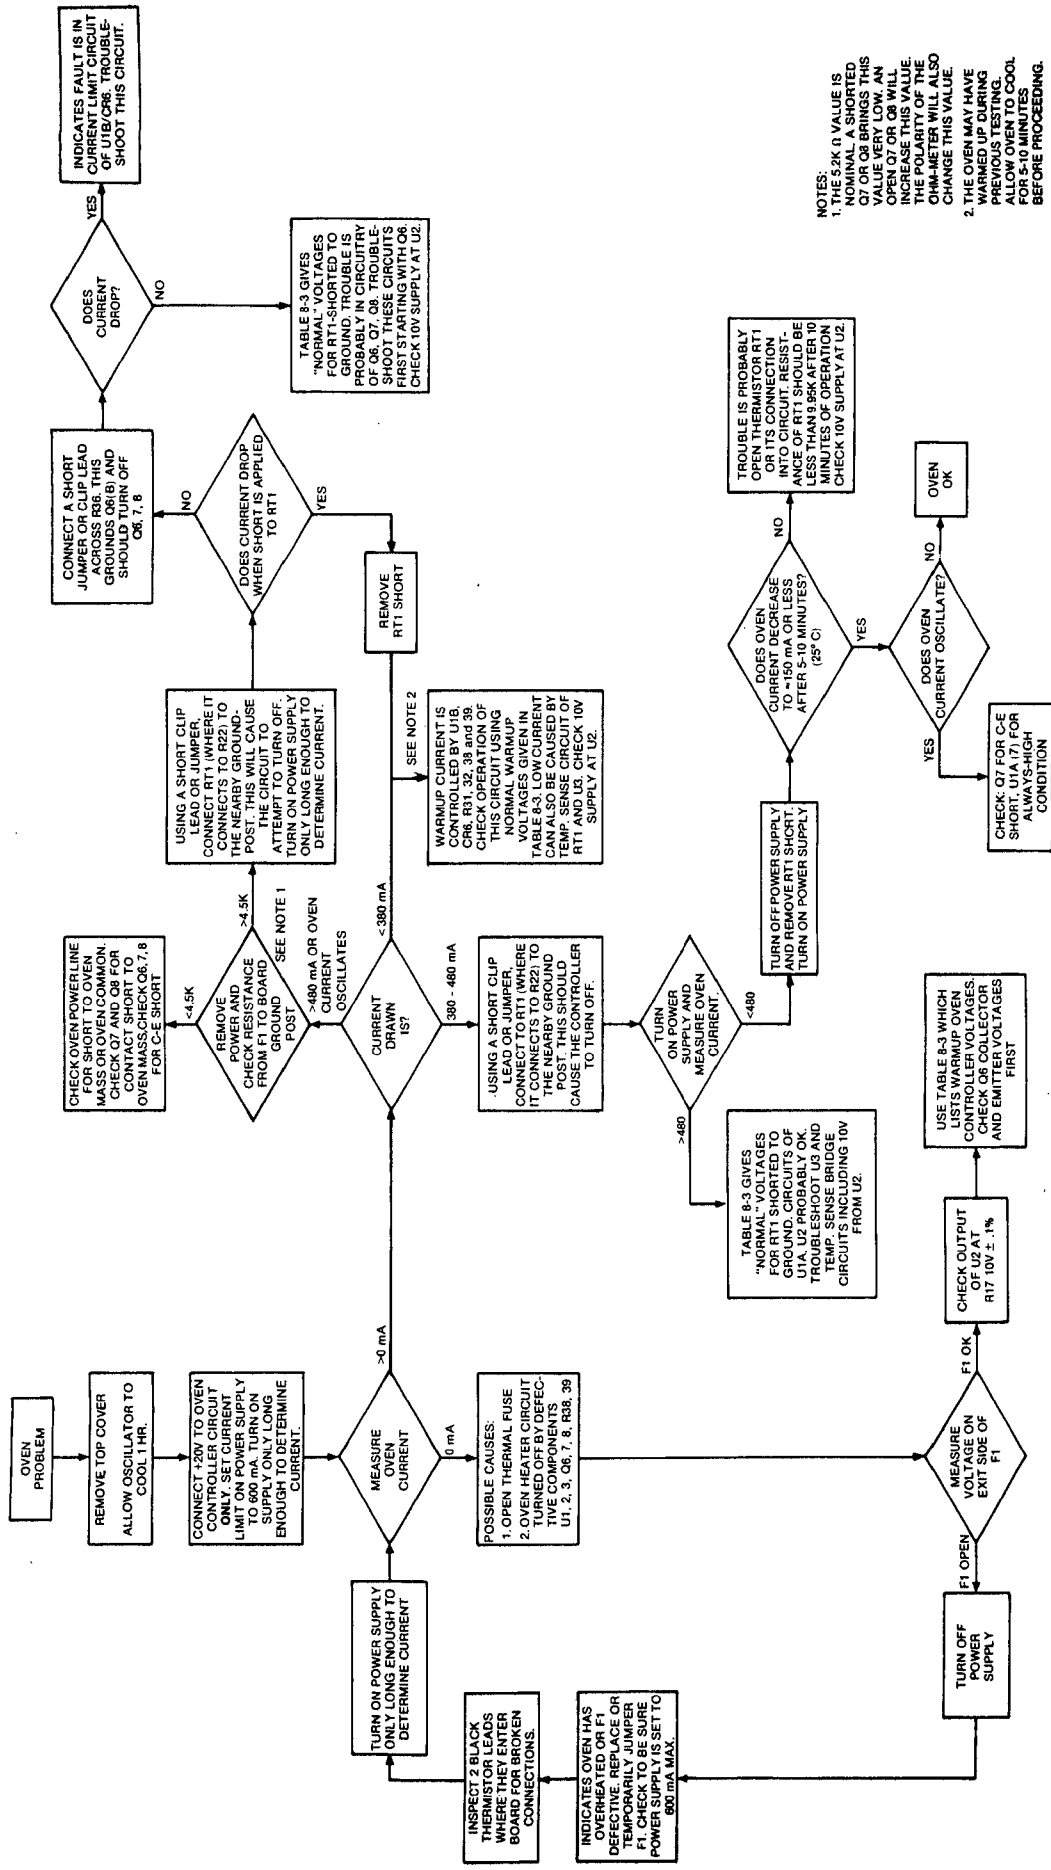 OVEN
PROBLEM
REMOVE TOP COVER
ALLOW OSCILLATOR TO
COOL 1 HR.
CONNECT +20V TO OVEN
CONTROLLER CIRCUIT
ONLY. SET CURRENT
LIMIT ON POWER SUPPLY
TO 600 mA. TURN ON
SUPPLY ONLY LONG
ENOUGH TO DETERMINE
CURRENT.
MEASURE
OVEN
CURRENT
>0 mA
0 mA
POSSIBLE CAUSES:
1. OPEN THERMAL FUSE
2. OVEN HEATER CIRCUIT
TURNED OFF BY DEFEC-
TIVE COMPONENTS
U1, 2, 3, Q6, 7, 8, R38, 39
MEASURE
VOLTAGE ON
EXIT SIDE OF
F1
F1 OPEN
F1 OK
TURN OFF
POWER
SUPPLY
INDICATES OVEN HAS
OVERHEATED OR F1
DEFECTIVE. REPLACE OR
TEMPORARILY JUMPER
F1. CHECK TO BE SURE
POWER SUPPLY IS SET TO
600 mA MAX.
INSPECT 2 BLACK
THERMISTOR LEADS
WHERE THEY ENTER
BOARD FOR BROKEN
CONNECTIONS.
TURN ON POWER SUPPLY
ONLY LONG ENOUGH TO
DETERMINE CURRENT
CHECK OUTPUT
OF U2 AT
R17 10V ± .1%
USE TABLE 8-3 WHICH
LISTS WARMUP OVEN
CONTROLLER VOLTAGES.
CHECK Q6 COLLECTOR
AND EMITTER VOLTAGES
FIRST
CURRENT
DRAWN
IS?
>480 mA OR OVEN
CURRENT
OSCILLATES
<380 mA
380 - 480 mA
REMOVE
POWER AND
CHECK RESISTANCE
FROM F1 TO BOARD
GROUND
POST
SEE NOTE 1
<4.5K
>4.5K
CHECK OVEN POWER LINE
FOR SHORT TO OVEN
MASS OR OVEN COMMON.
CHECK Q7 AND Q8 FOR
CONTACT SHORT TO
OVEN MASS,CHECK Q6,7,8
FOR C-E SHORT
USING A SHORT CLIP
LEAD OR JUMPER,
CONNECT RT1 (WHERE IT
CONNECTS TO R22) TO
THE NEARBY GROUND-
POST. THIS WILL CAUSE
THE CIRCUIT TO
ATTEMPT TO TURN OFF.
TURN ON POWER SUPPLY
ONLY LONG ENOUGH TO
DETERMINE CURRENT.
DOES CURRENT DROP
WHEN SHORT IS APPLIED
TO RT1
NO
YES
CONNECT A SHORT
JUMPER OR CLIP LEAD
ACROSS R36. THIS
GROUNDS Q6(B) AND
SHOULD TURN OFF
Q6, 7, 8
DOES
CURRENT
DROP?
YES
NO
INDICATES FAULT IS IN
CURRENT LIMIT CIRCUIT
OF U1B/CR6. TROUBLE-
SHOOT THIS CIRCUIT.
TABLE 8-3 GIVES
"NORMAL" VOLTAGES
FOR RT1-SHORTED TO
GROUND. TROUBLE IS
PROBABLY IN CIRCUITRY
OF Q6, Q7, Q8. TROUBLE-
SHOOT THESE CIRCUITS
FIRST STARTING WITH Q6.
CHECK 10V SUPPLY AT U2.
REMOVE
RT1 SHORT
SEE NOTE 2
WARMUP CURRENT IS
CONTROLLED BY U1B,
CR6, R31, 32, 38 and 39.
CHECK OPERATION OF
THIS CIRCUIT USING
NORMAL WARMUP
VOLTAGES GIVEN IN
TABLE 8-3. LOW CURRENT
CAN ALSO BE CAUSED BY
TEMP. SENSE CIRCUIT OF
RT1 AND U3. CHECK 10V
SUPPLY AT U2.
USING A SHORT CLIP
LEAD OR JUMPER,
CONNECT TO RT1 (WHERE
IT CONNECTS TO R22) TO
THE NEARBY GROUND
POST. THIS SHOULD
CAUSE THE CONTROLLER
TO TURN OFF.
TURN
ON POWER
SUPPLY AND
MEASURE OVEN
CURRENT.
>480
<480
TABLE 8-3 GIVES
"NORMAL" VOLTAGES
FOR RT1 SHORTED TO
GROUND. CIRCUITS OF
U1A, U2 PROBABLY OK.
TROUBLESHOOT U3 AND
TEMP. SENSE BRIDGE
CIRCUITS INCLUDING 10V
FROM U2.
TURN OFF POWER SUPPLY
AND REMOVE RT1 SHORT.
TURN ON POWER SUPPLY
DOES OVEN
CURRENT DECREASE
TO ≈150 mA OR LESS
AFTER 5-10 MINUTES?
(25° C)
NO
YES
TROUBLE IS PROBABLY
OPEN THERMISTOR RT1
OR ITS CONNECTION
INTO CIRCUIT. RESIST-
ANCE OF RT1 SHOULD BE
LESS THAN 9.95K AFTER 10
MINUTES OF OPERATION
CHECK 10V SUPPLY AT U2.
DOES OVEN
CURRENT OSCILLATE?
YES
NO
OVEN
OK
CHECK: Q7 FOR C-E
SHORT, U1A (7) FOR
ALWAYS-HIGH
CONDITION
NOTES:
1. THE 5.2K Ω VALUE IS
NOMINAL. A SHORTED
Q7 OR Q8 BRINGS THIS
VALUE VERY LOW. AN
OPEN Q7 OR Q8 WILL
INCREASE THIS VALUE.
THE POLARITY OF THE
OHM-METER WILL ALSO
CHANGE THIS VALUE.
2. THE OVEN MAY HAVE
WARMED UP DURING
PREVIOUS TESTING.
ALLOW OVEN TO COOL
FOR 5-10 MINUTES
BEFORE PROCEEDING.